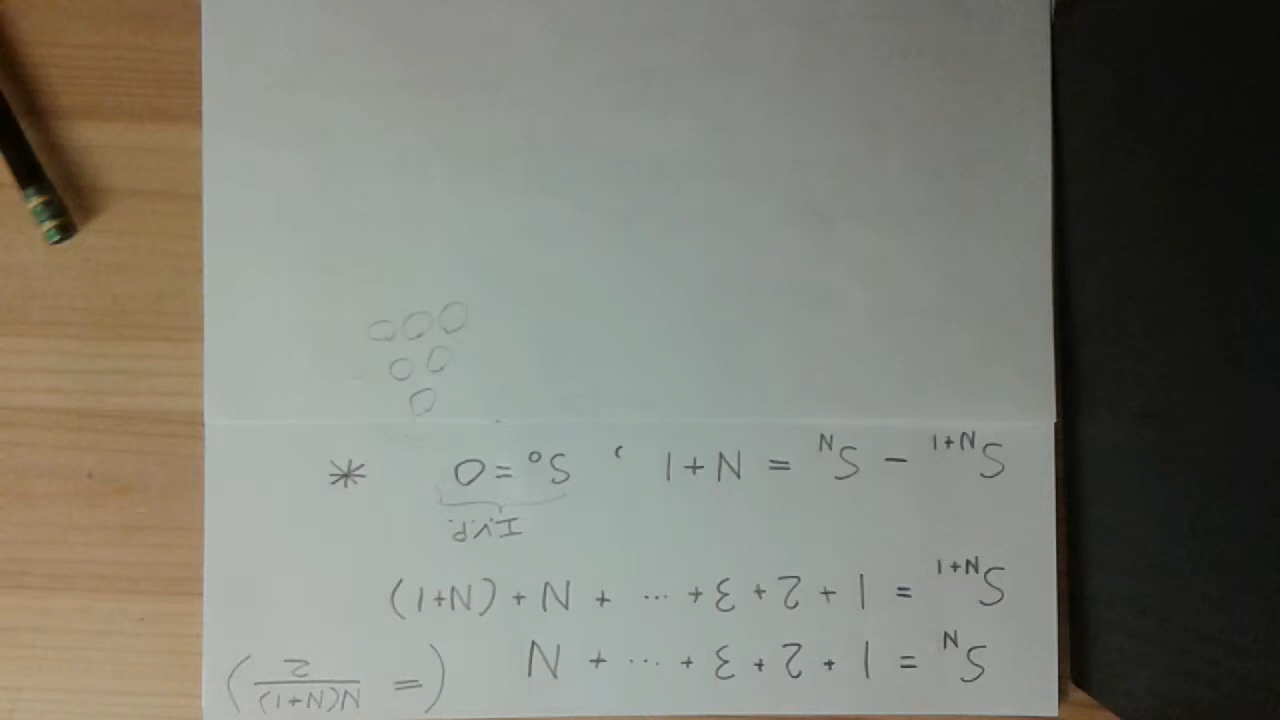 S_N = 1 + 2 + 3 + ... + N (= N(N+1)/2)
S_{N+1} = 1 + 2 + 3 + ... + N + (N+1)
I.V.P.
S_{N+1} - S_N = N+1 , S_0 = 0 *